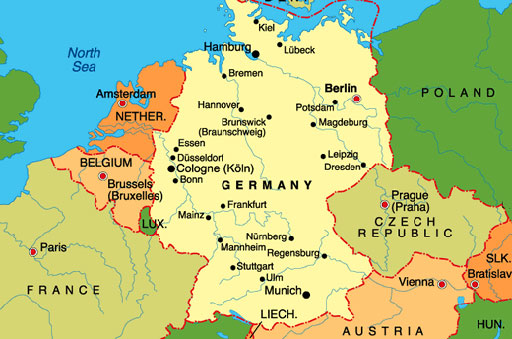 Kiel
North
Sea
Hamburg
Lübeck
Bremen
Amsterdam
Berlin
POLAND
Hannover
Potsdam
NETHER.
Brunswick
(Braunschweig)
Magdeburg
Essen
Düsseldorf
Leipzig
BELGIUM
Cologne (Köln)
Dresden
Brussels
(Bruxelles)
Bonn
GERMANY
Prague
(Praha)
Frankfurt
LUX.
Mainz
CZECH
REPUBLIC
Paris
Nürnberg
Mannheim
Regensburg
SLK.
Stuttgart
Bratislav
FRANCE
Ulm
Vienna
Munich
LIECH.
AUSTRIA
HUN.